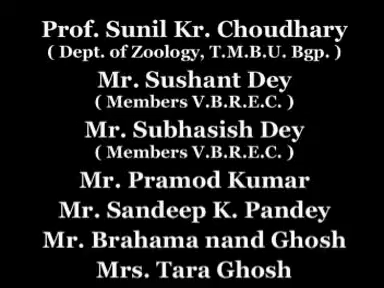 Prof. Sunil Kr. Choudhary
( Dept. of Zoology, T.M.B.U. Bgp. )
Mr. Sushant Dey
( Members V.B.R.E.C. )
Mr. Subhasish Dey
( Members V.B.R.E.C. )
Mr. Pramod Kumar
Mr. Sandeep K. Pandey
Mr. Brahama nand Ghosh
Mrs. Tara Ghosh